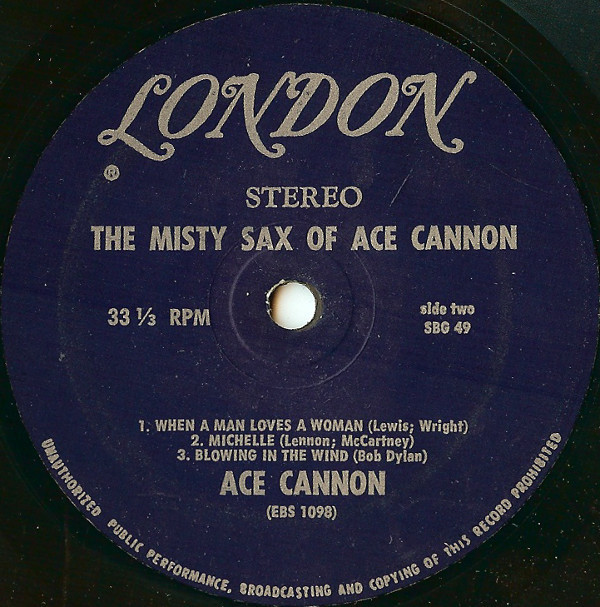 LONDON
®
STEREO
THE MISTY SAX OF ACE CANNON
33 ⅓ RPM
side two
SBG 49
1. WHEN A MAN LOVES A WOMAN (Lewis; Wright)
2. MICHELLE (Lennon; McCartney)
3. BLOWING IN THE WIND (Bob Dylan)
ACE CANNON
(EBS 1098)
UNAUTHORIZED PUBLIC PERFORMANCE, BROADCASTING AND COPYING OF THIS RECORD PROHIBITED